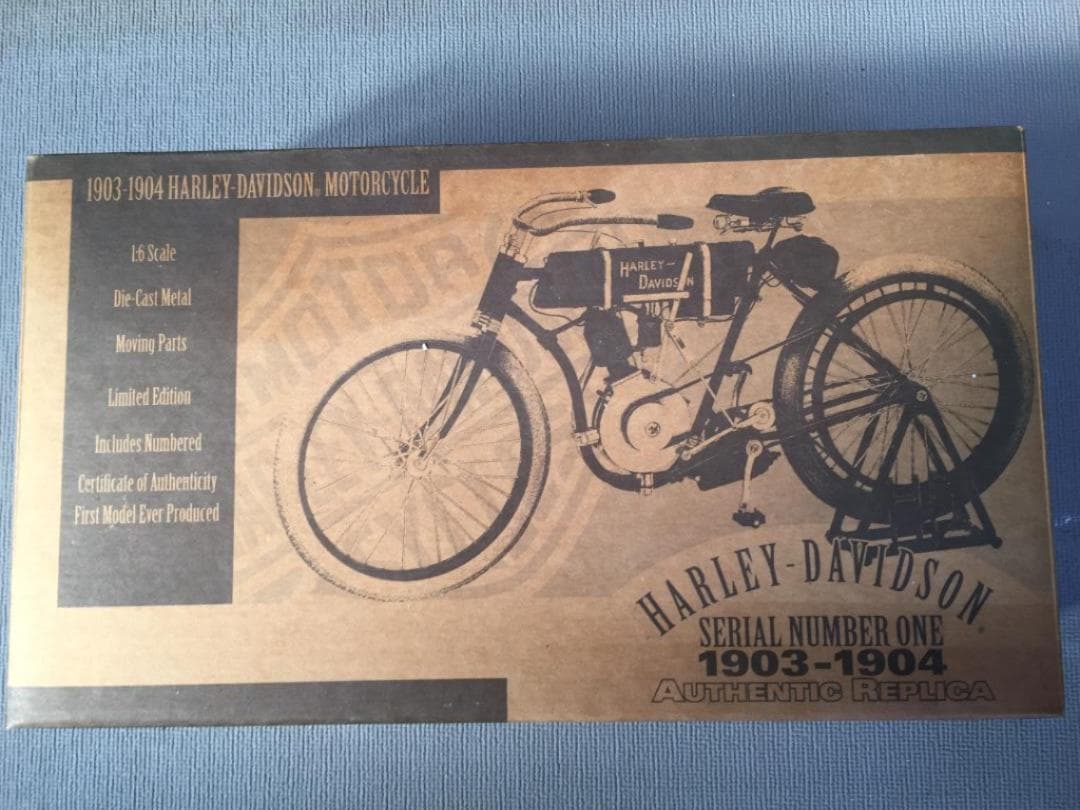 1903-1904 HARLEY-DAVIDSON® MOTORCYCLE
1:6 Scale
Die-Cast Metal
Moving Parts
Limited Edition
Includes Numbered
Certificate of Authenticity
First Model Ever Produced
MOTOR
HARLEY-
DAVIDSON
HARLEY-DAVIDSON®
SERIAL NUMBER ONE
1903-1904
AUTHENTIC REPLICA